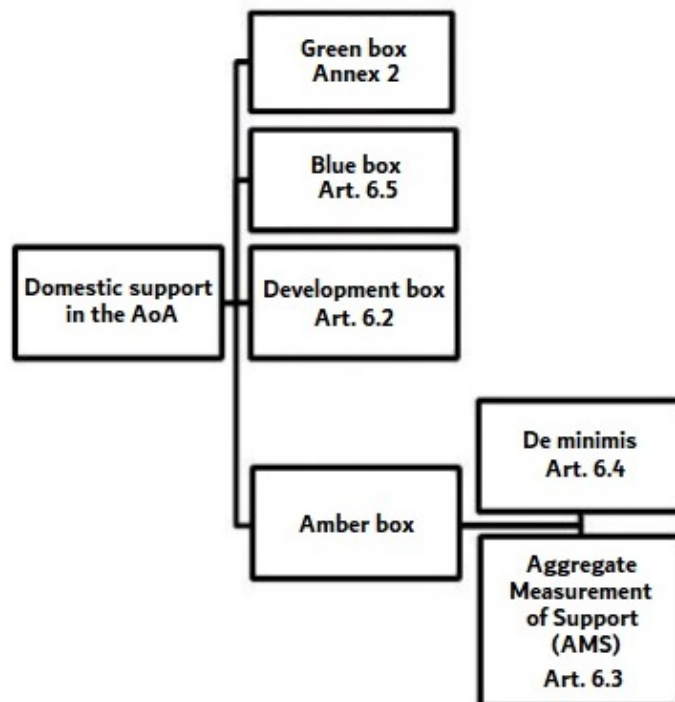 Green box
Annex 2
Blue box
Art. 6.5
Domestic support
in the AoA
Development box
Art. 6.2
De minimis
Art. 6.4
Amber box
Aggregate
Measurement
of Support
(AMS)
Art. 6.3